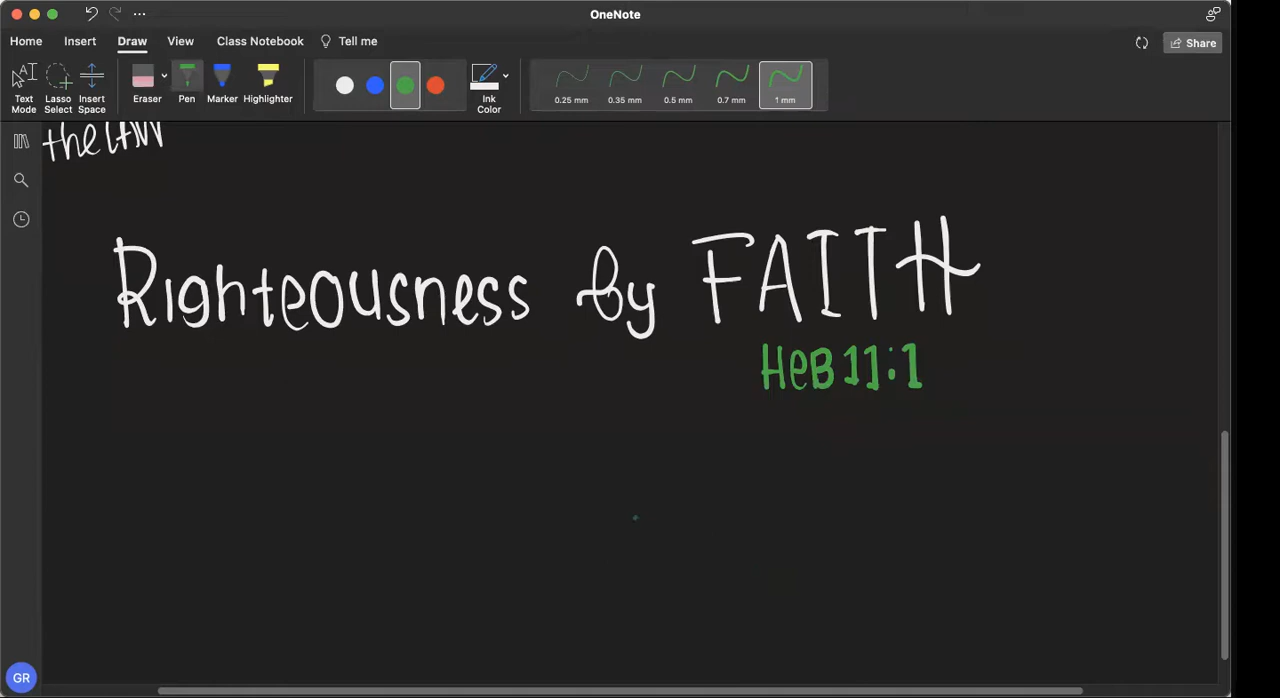 OneNote
Home Insert Draw View Class Notebook Tell me
Share
Text Mode
Lasso Select
Insert Space
Eraser
Pen
Marker
Highlighter
Ink Color
0.25 mm
0.35 mm
0.5 mm
0.7 mm
1 mm
the LAW
Righteousness by FAITH
HeB 11:1
GR